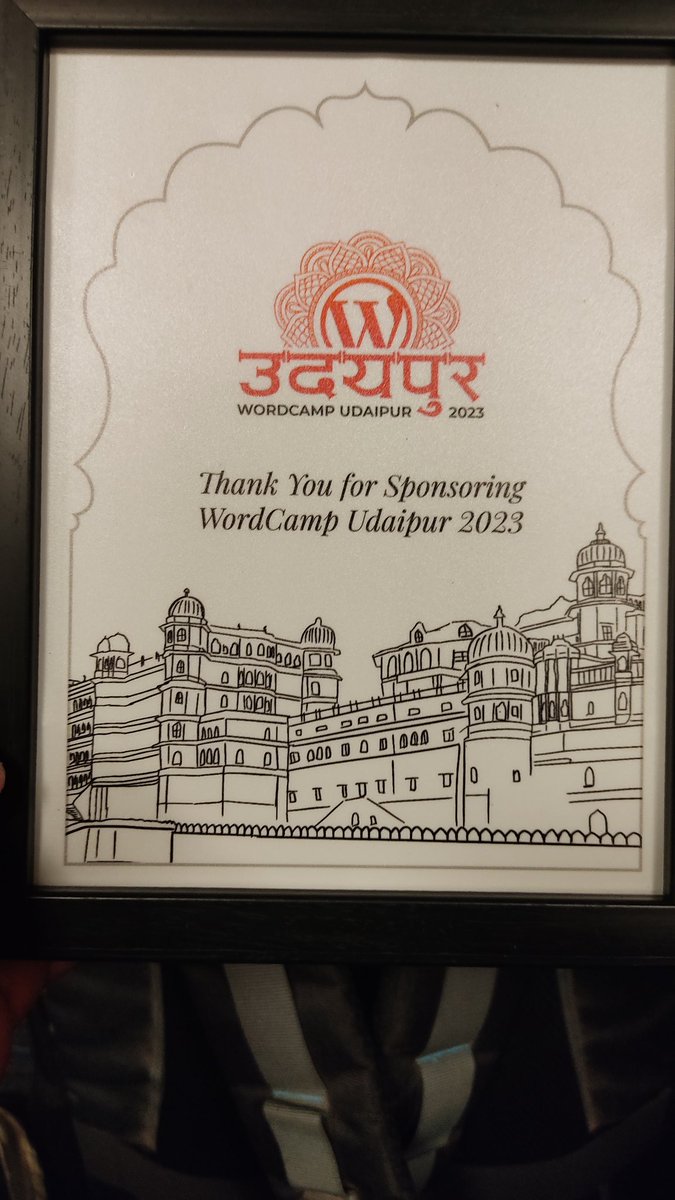 W
उदयपुर
WORDCAMP UDAIPUR 2023
Thank You for Sponsoring
WordCamp Udaipur 2023